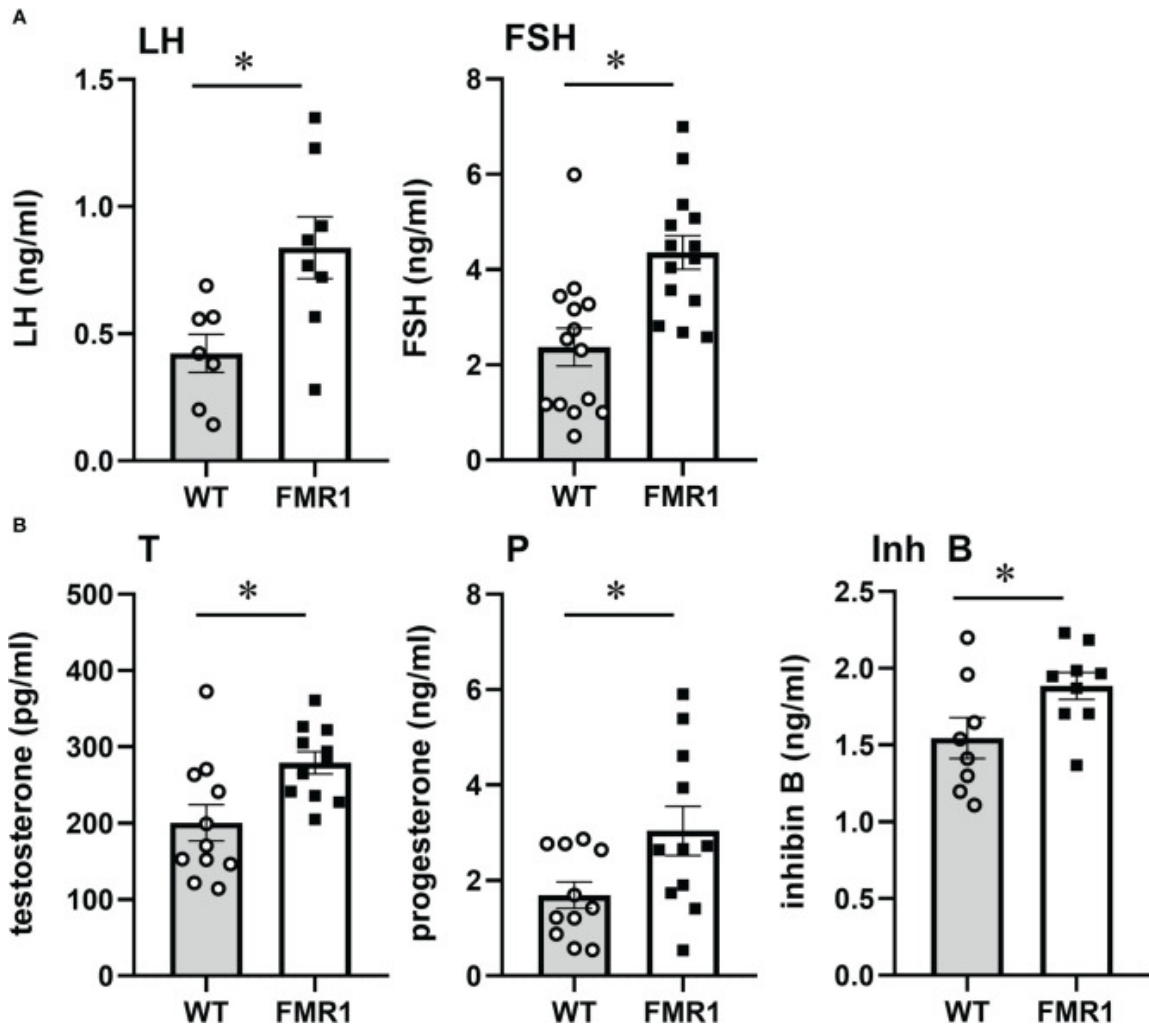 A
LH
*
LH (ng/ml)
1.5
1.0
0.5
0.0
WT FMR1
FSH
*
FSH (ng/ml)
8
6
4
2
0
WT FMR1
B
T
*
testosterone (pg/ml)
500
400
300
200
100
0
WT FMR1
P
*
progesterone (ng/ml)
8
6
4
2
0
WT FMR1
Inh B
*
inhibin B (ng/ml)
2.5
2.0
1.5
1.0
0.5
0.0
WT FMR1